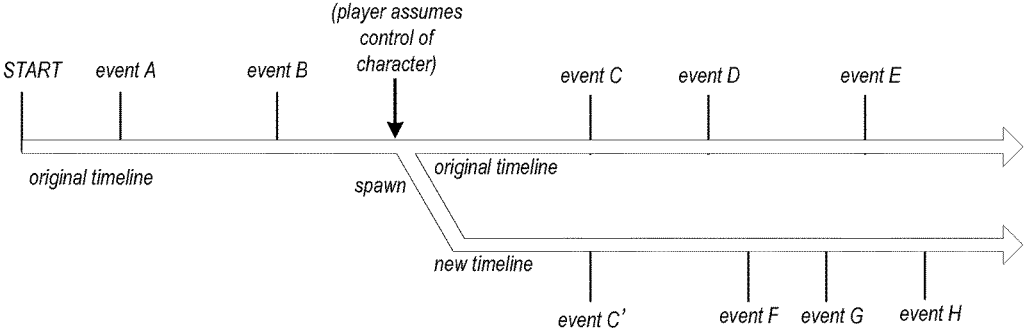 (player assumes
control of
character)
START
event A
event B
event C
event D
event E
original timeline
original timeline
spawn
new timeline
event C’
event F
event G
event H